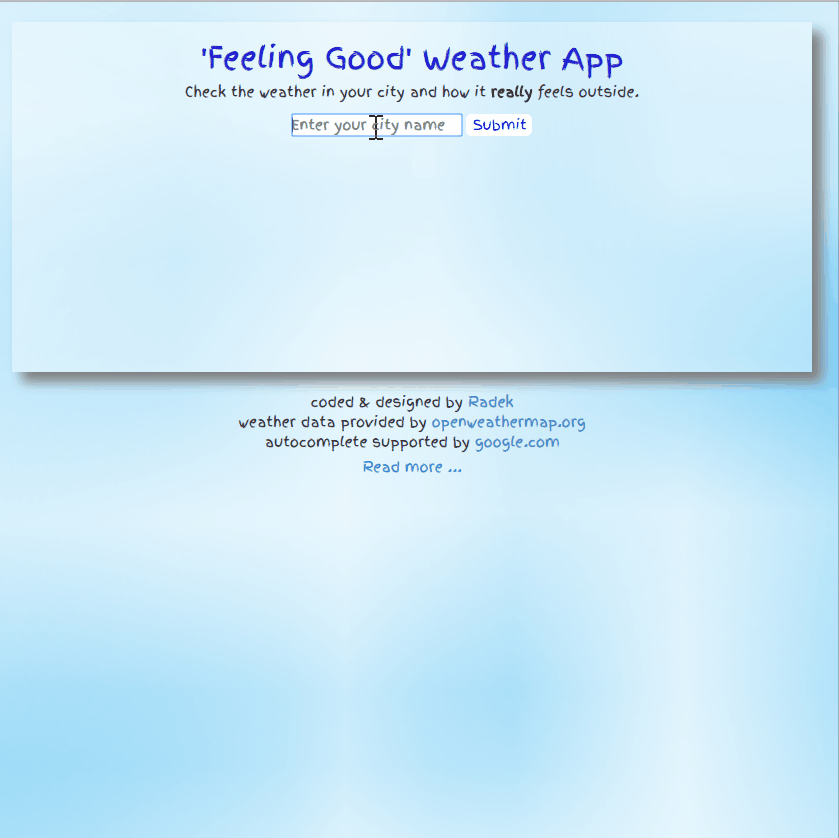 'Feeling Good' Weather App
Check the weather in your city and how it really feels outside.
Enter your city name Submit
coded & designed by Radek
weather data provided by openweathermap.org
autocomplete supported by google.com
Read more ...